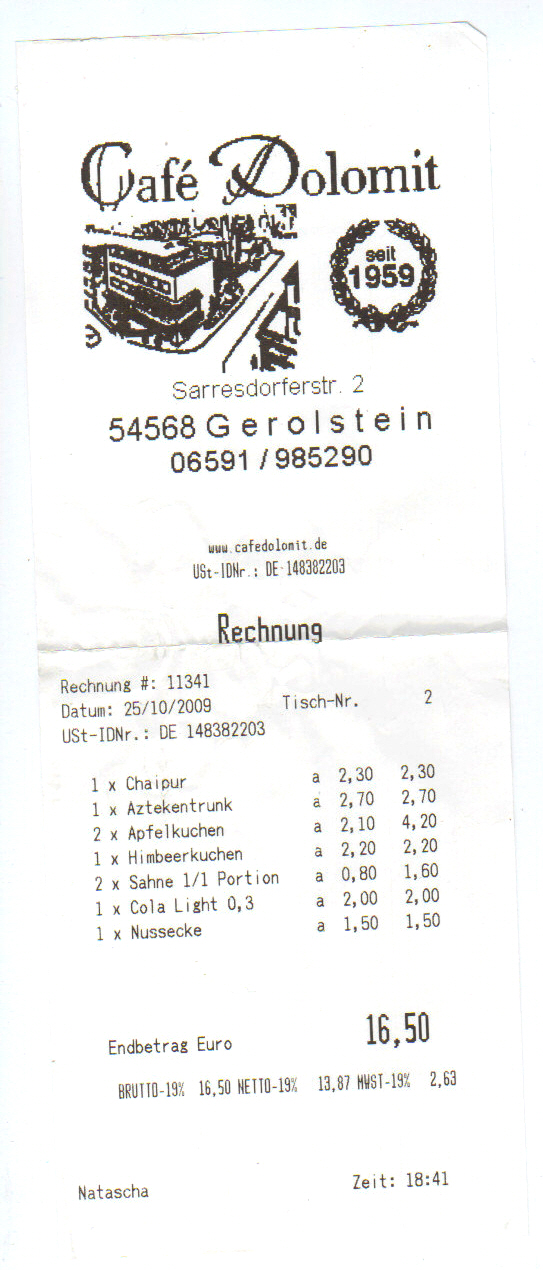 Café Dolomit
seit
1959
Sarresdorferstr. 2
54568 Gerolstein
06591 / 985290
www.cafedolomit.de
USt-IDNr.: DE 148382203
Rechnung
Rechnung #: 11341
Datum: 25/10/2009 Tisch-Nr. 2
USt-IDNr.: DE 148382203
1 x Chaipur a 2,30 2,30
1 x Aztekentrunk a 2,70 2,70
2 x Apfelkuchen a 2,10 4,20
1 x Himbeerkuchen a 2,20 2,20
2 x Sahne 1/1 Portion a 0,80 1,60
1 x Cola Light 0,3 a 2,00 2,00
1 x Nussecke a 1,50 1,50
Endbetrag Euro 16,50
BRUTTO-19% 16,50 NETTO-19% 13,87 MWST-19% 2,63
Natascha Zeit: 18:41